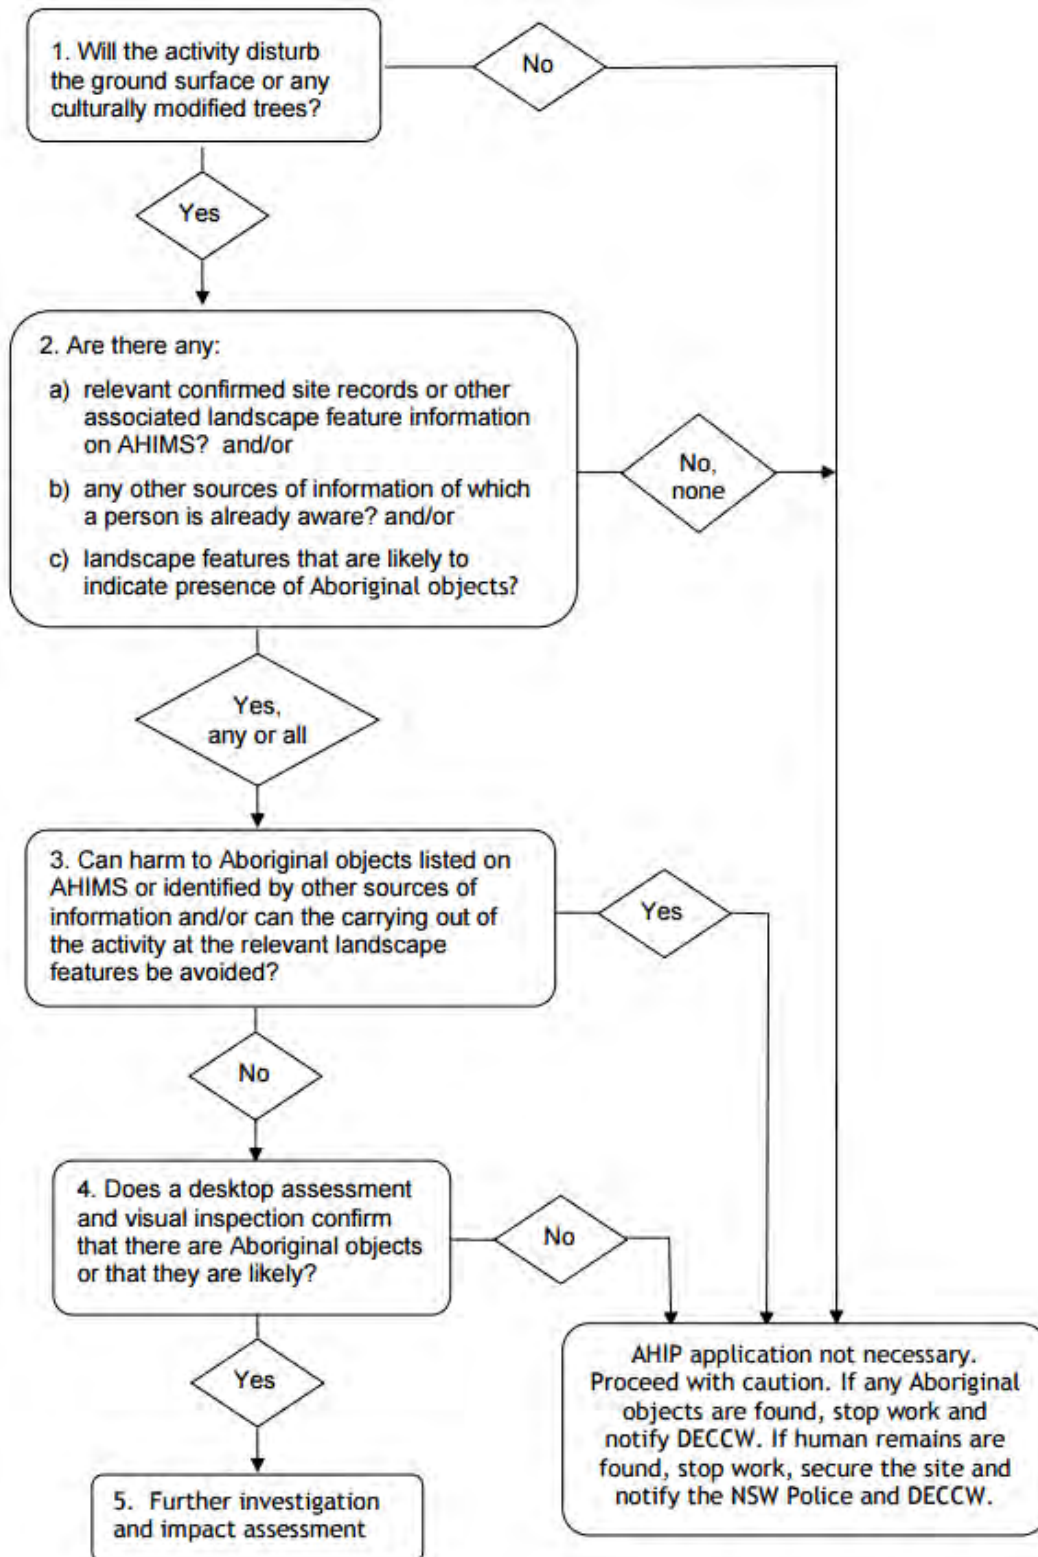 1. Will the activity disturb
the ground surface or any
culturally modified trees?
No
Yes
2. Are there any:
a) relevant confirmed site records or other
associated landscape feature information
on AHIMS? and/or
b) any other sources of information of which
a person is already aware? and/or
c) landscape features that are likely to
indicate presence of Aboriginal objects?
No,
none
Yes,
any or all
3. Can harm to Aboriginal objects listed on
AHIMS or identified by other sources of
information and/or can the carrying out of
the activity at the relevant landscape
features be avoided?
Yes
No
4. Does a desktop assessment
and visual inspection confirm
that there are Aboriginal objects
or that they are likely?
No
Yes
AHIP application not necessary.
Proceed with caution. If any Aboriginal
objects are found, stop work and
notify DECCW. If human remains are
found, stop work, secure the site and
notify the NSW Police and DECCW.
5. Further investigation
and impact assessment